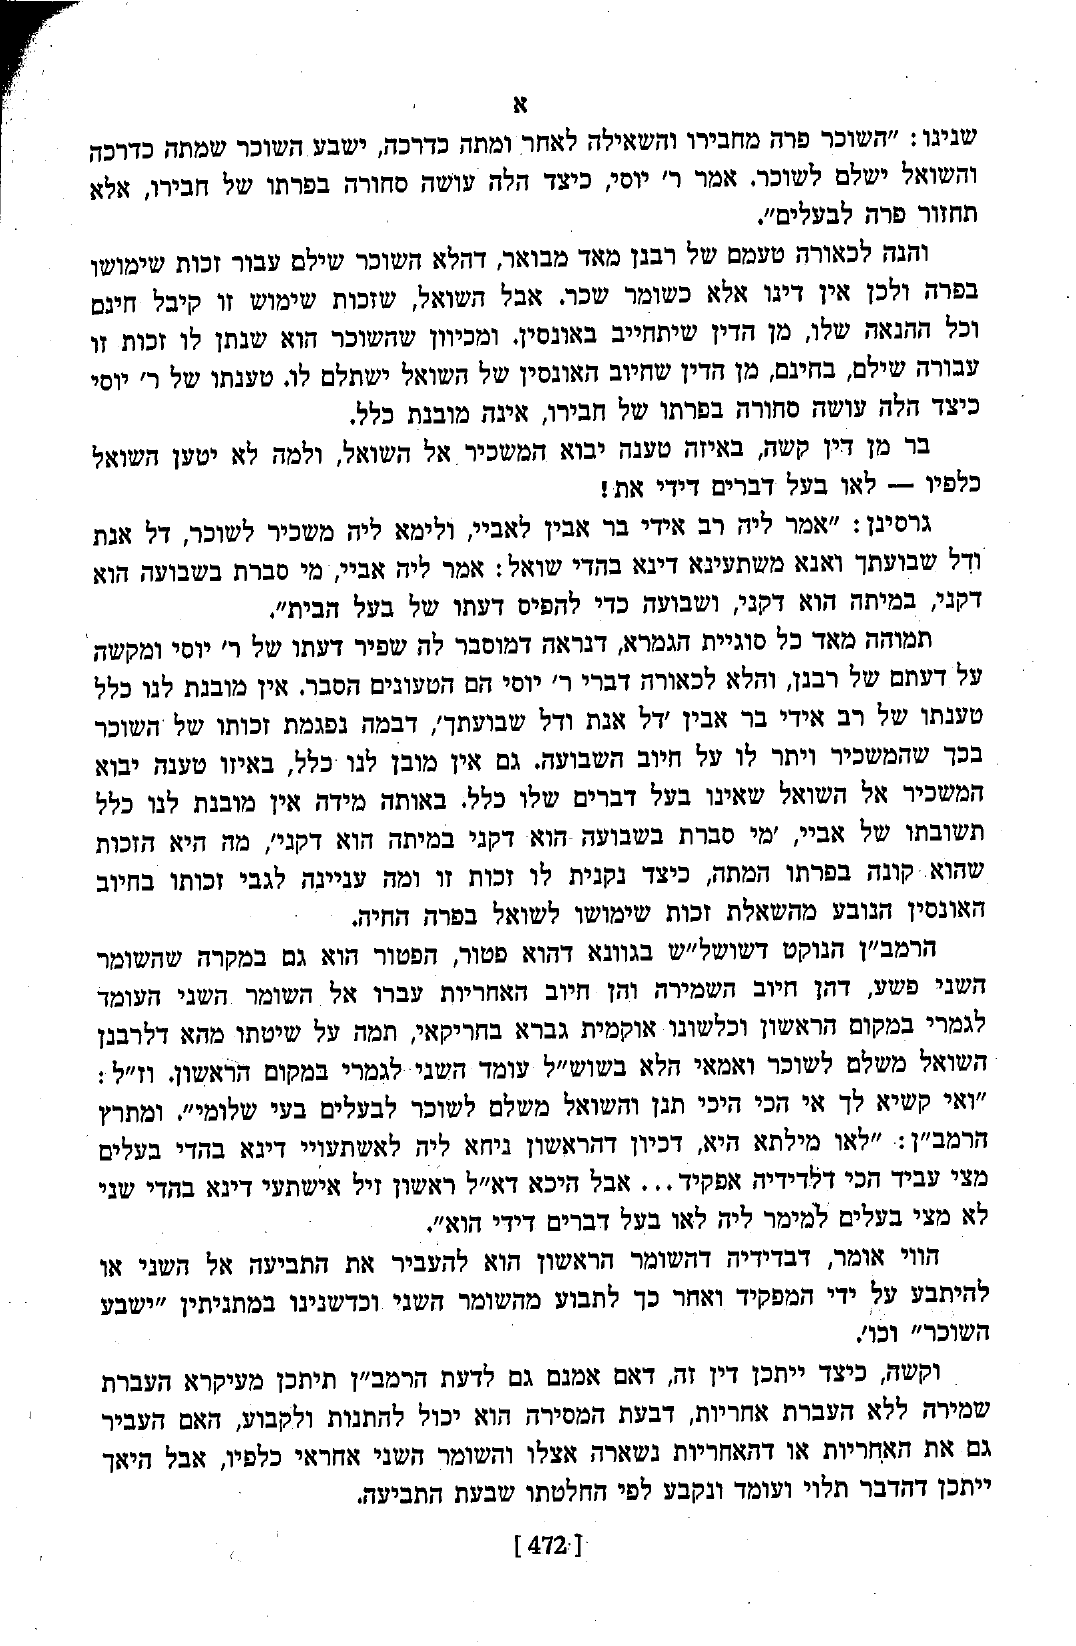 א
שנינו: "השוכר פרה מחבירו והשאילה לאחר ומתה כדרכה, ישבע השוכר שמתה כדרכה
והשואל ישלם לשוכר. אמר ר' יוסי, כיצד הלה עושה סחורה בפרתו של חבירו, אלא
תחזור פרה לבעלים".
והנה לכאורה טעמם של רבנן מאד מבואר, דהלא השוכר שילם עבור זכות שימושו
בפרה ולכן אין דינו אלא כשומר שכר. אבל השואל, שזכות שימוש זו קיבל חינם
וכל ההנאה שלו, מן הדין שיתחייב באונסין. ומכיוון שהשוכר הוא שנתן לו זכות זו
עבורה שילם, בחינם, מן הדין שחיוב האונסין של השואל ישתלם לו. טענתו של ר' יוסי
כיצד הלה עושה סחורה בפרתו של חבירו, אינה מובנת כלל.
בר מן דין קשה, באיזה טענה יבוא המשכיר אל השואל, ולמה לא יטען השואל
כלפיו — לאו בעל דברים דידי את!
גרסינן: "אמר ליה רב אידי בר אבין לאביי, ולימא ליה משכיר לשוכר, דל אנת
ודל שבועתך ואנא משתעינא דינא בהדי שואל: אמר ליה אביי, מי סברת בשבועה הוא
דקני, במיתה הוא דקני, ושבועה כדי להפיס דעתו של בעל הבית".
תמוהה מאד כל סוגיית הגמרא, דנראה דמוסבר לה שפיר דעתו של ר' יוסי ומקשה
על דעתם של רבנן, והלא לכאורה דברי ר' יוסי הם הטעונים הסבר. אין מובנת לנו כלל
טענתו של רב אידי בר אבין 'דל אנת ודל שבועתך', דבמה נפגמת זכותו של השוכר
בכך שהמשכיר ויתר לו על חיוב השבועה. גם אין מובן לנו כלל, באיזו טענה יבוא
המשכיר אל השואל שאינו בעל דברים שלו כלל. באותה מידה אין מובנת לנו כלל
תשובתו של אביי, 'מי סברת בשבועה הוא דקני במיתה הוא דקני', מה היא הזכות
שהוא קונה בפרתו המתה, כיצד נקנית לו זכות זו ומה עניינה לגבי זכותו בחיוב
האונסין הנובע מהשאלת זכות שימושו לשואל בפרה החיה.
הרמב"ן הנוקט דשושל"ש בגוונא דהוא פטור, הפטור הוא גם במקרה שהשומר
השני פשע, דהן חיוב השמירה והן חיוב האחריות עברו אל השומר השני העומד
לגמרי במקום הראשון וכלשונו אוקמית גברא בחריקאי, תמה על שיטתו מהא דלרבנן
השואל משלם לשוכר ואמאי הלא בשוש"ל עומד השני לגמרי במקום הראשון. וז"ל:
"ואי קשיא לך אי הכי היכי תנן והשואל משלם לשוכר לבעלים בעי שלומי". ומתרץ
הרמב"ן: "לאו מילתא היא, דכיון דהראשון ניחא ליה לאשתעויי דינא בהדי בעלים
מצי עביד הכי דלדידיה אפקיד... אבל היכא דא"ל ראשון זיל אישתעי דינא בהדי שני
לא מצי בעלים למימר ליה לאו בעל דברים דידי הוא".
הווי אומר, דבדידיה דהשומר הראשון הוא להעביר את התביעה אל השני או
להיתבע על ידי המפקיד ואחר כך לתבוע מהשומר השני וכדשנינו במתניתין "ישבע
השוכר" וכו'.
וקשה, כיצד ייתכן דין זה, דאם אמנם גם לדעת הרמב"ן תיתכן מעיקרא העברת
שמירה ללא העברת אחריות, דבעת המסירה הוא יכול להתנות ולקבוע, האם העביר
גם את האחריות או דהאחריות נשארה אצלו והשומר השני אחראי כלפיו, אבל היאך
ייתכן דהדבר תלוי ועומד ונקבע לפי החלטתו שבעת התביעה.
[472]